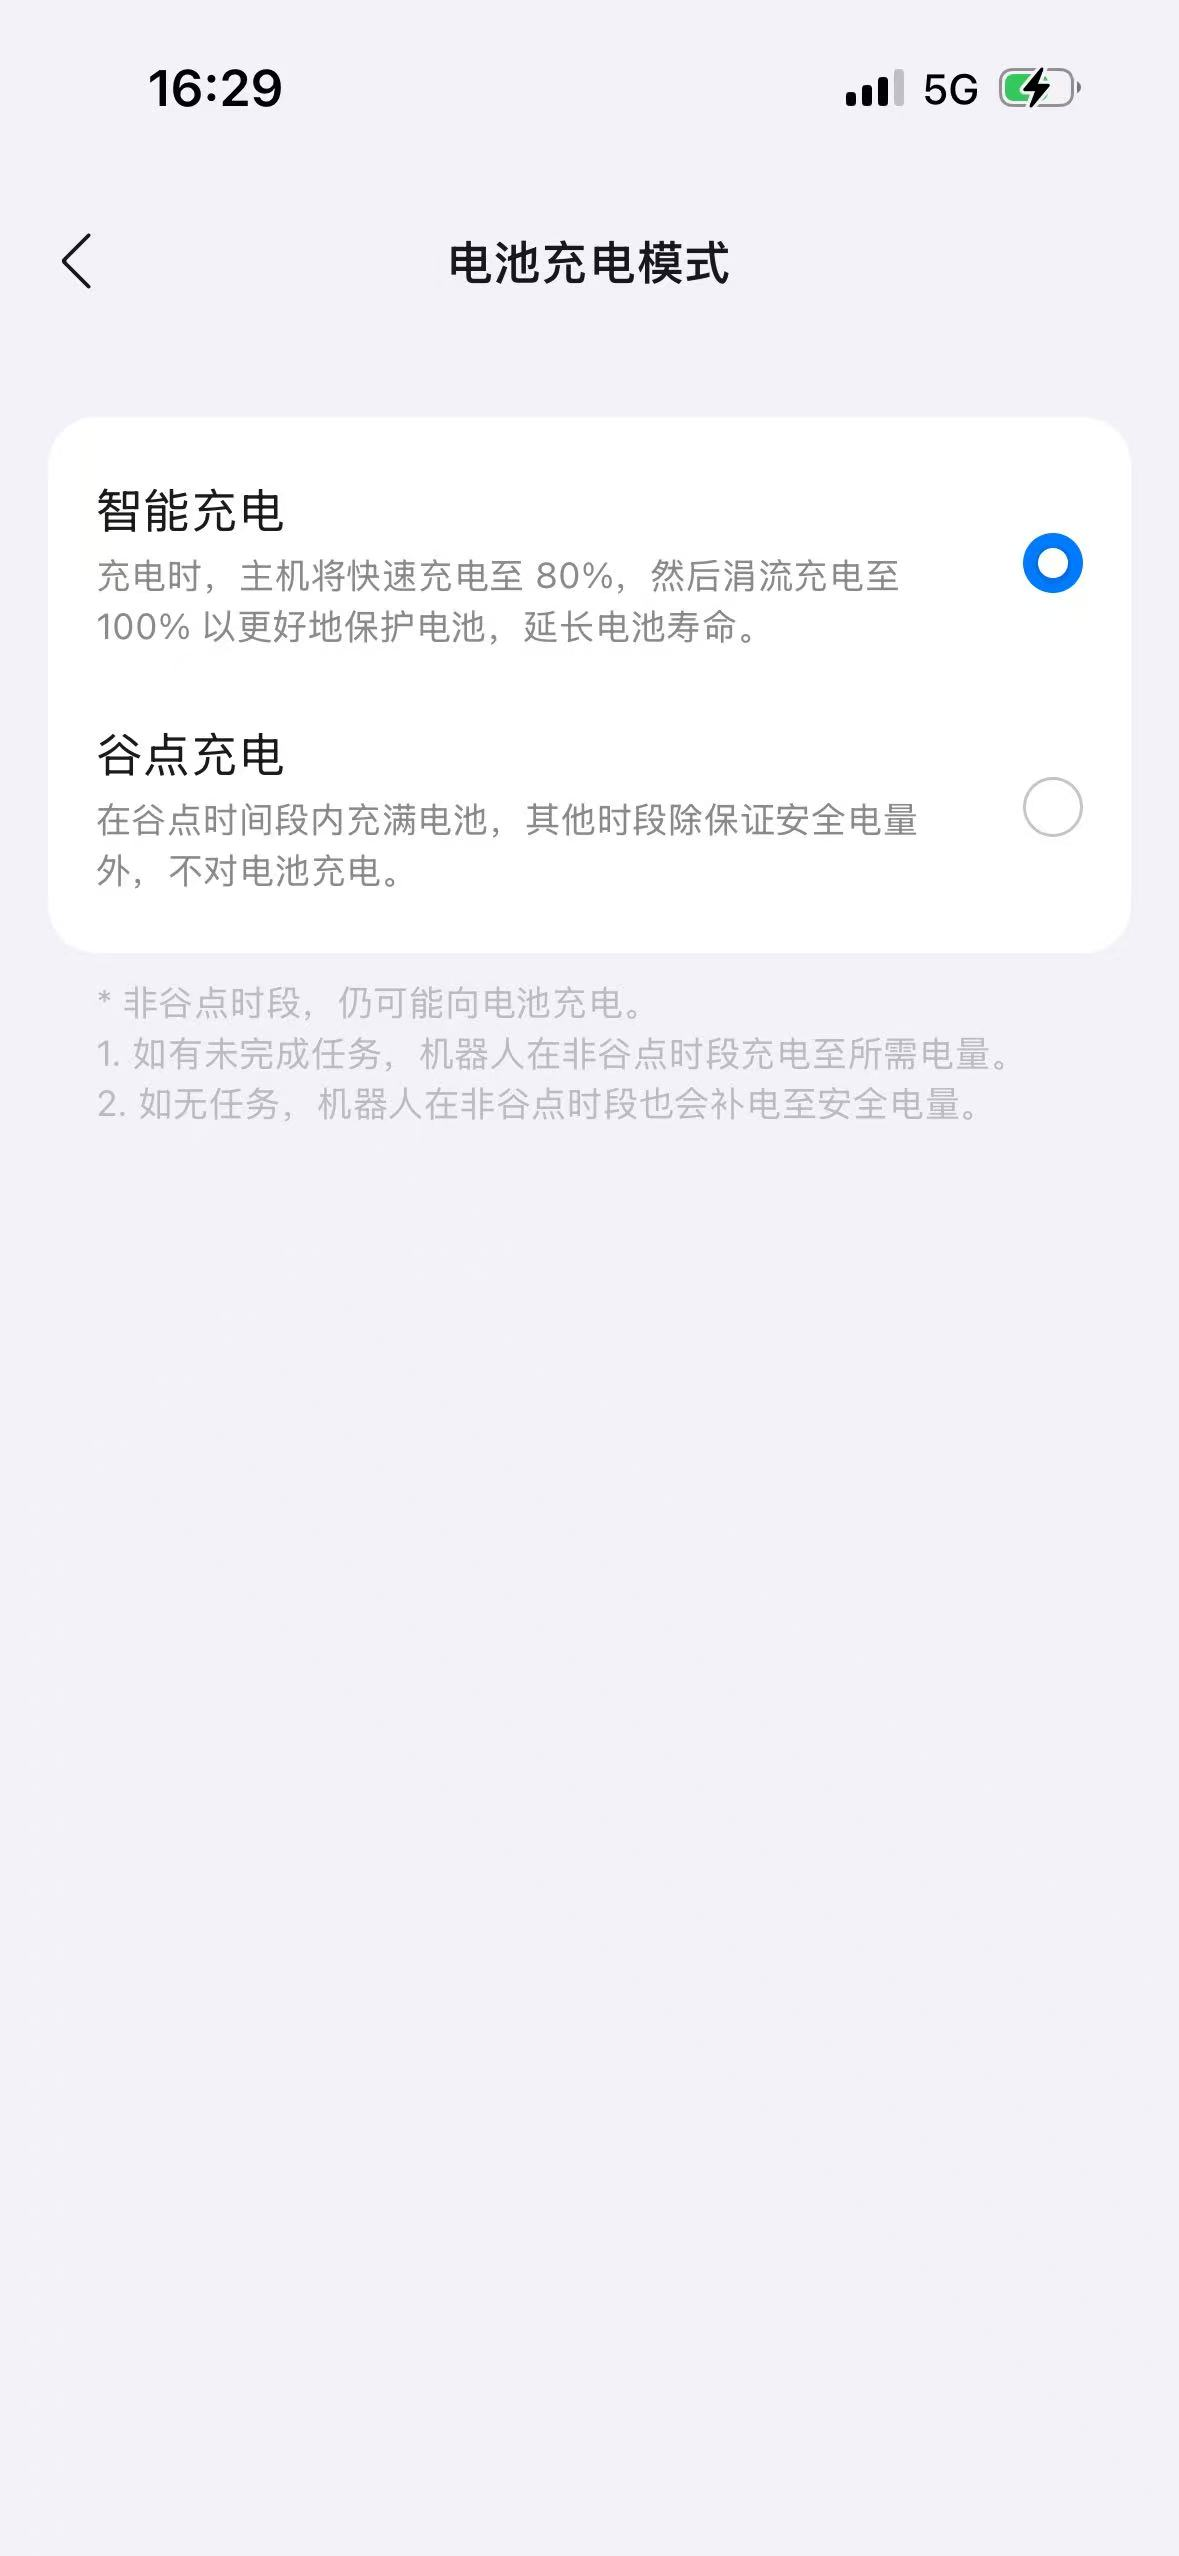 16:29
5G
电池充电模式
智能充电
充电时，主机将快速充电至 80%，然后涓流充电至
100% 以更好地保护电池，延长电池寿命。
谷点充电
在谷点时间段内充满电池，其他时段除保证安全电量
外，不对电池充电。
* 非谷点时段，仍可能向电池充电。
1. 如有未完成任务，机器人在非谷点时段充电至所需电量。
2. 如无任务，机器人在非谷点时段也会补电至安全电量。